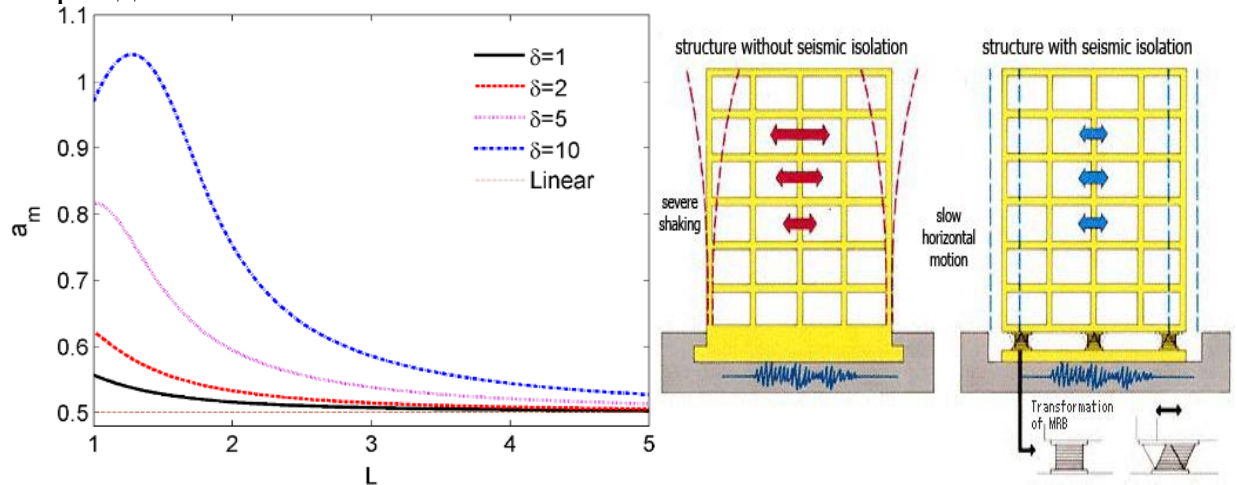 1.1
1
0.9
0.8
0.7
0.6
0.5
a_m
1
2
3
4
5
L
δ=1
δ=2
δ=5
δ=10
Linear
structure without seismic isolation
severe
shaking
structure with seismic isolation
slow
horizontal
motion
Transformation
of MRB